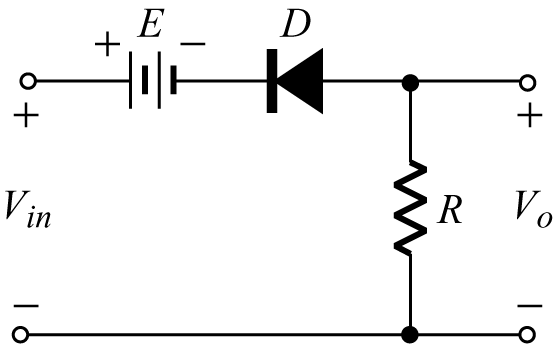 + E − D
+ +
V_in R V_o
− −